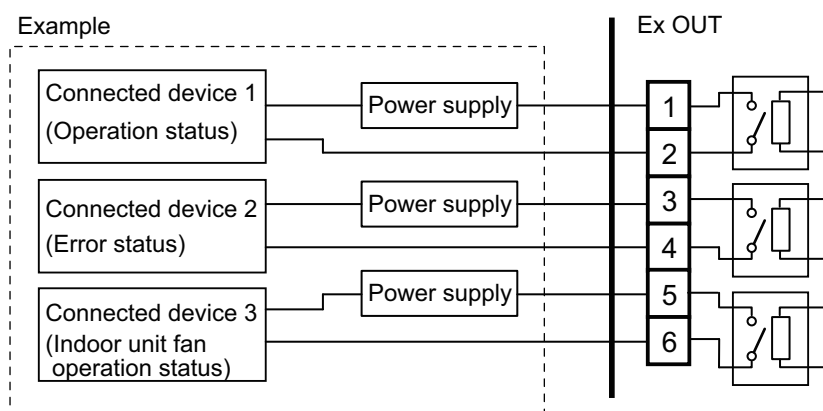 Example
Ex OUT
Connected device 1
(Operation status)
Power supply
1
2
Connected device 2
(Error status)
Power supply
3
4
Connected device 3
(Indoor unit fan
operation status)
Power supply
5
6